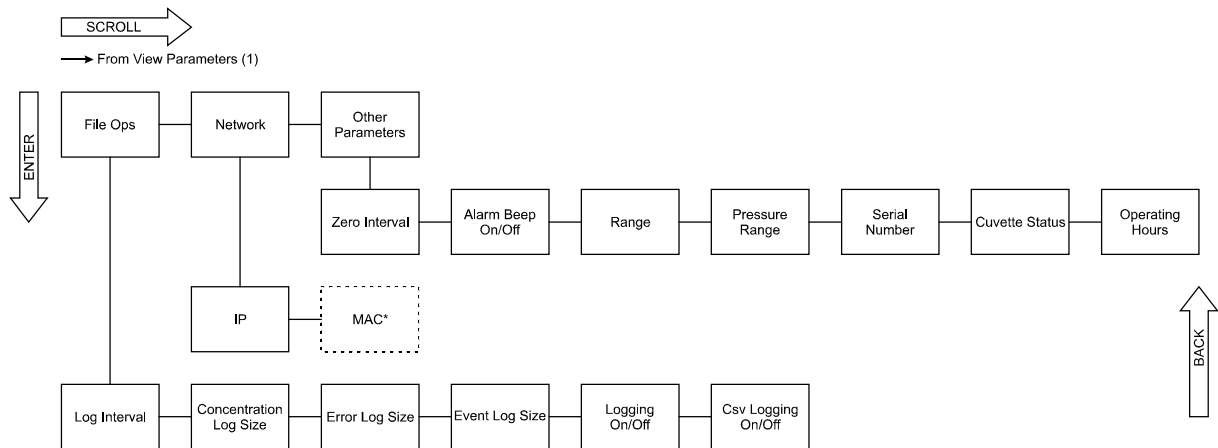 SCROLL
From View Parameters (1)
ENTER
File Ops
Network
Other
Parameters
Zero Interval
Alarm Beep
On/Off
Range
Pressure
Range
Serial
Number
Cuvette Status
Operating
Hours
IP
MAC*
BACK
Log Interval
Concentration
Log Size
Error Log Size
Event Log Size
Logging
On/Off
Csv Logging
On/Off